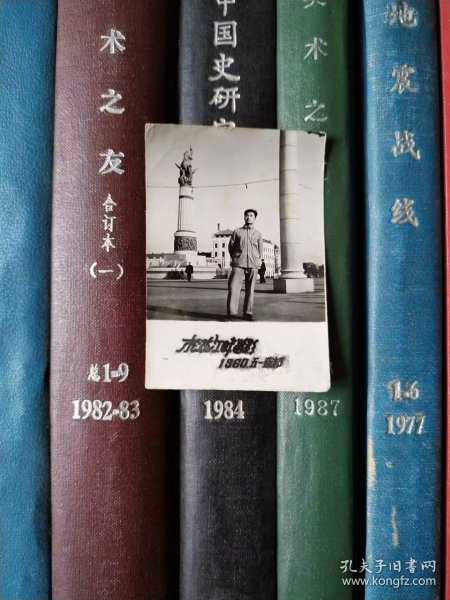 术之友
合订本
(一)
总1-9
1982-83
中国史研究
1984
美术之
1987
地震战线
1-6
1977
1960.五一
孔夫子旧书网
www.kongfz.com